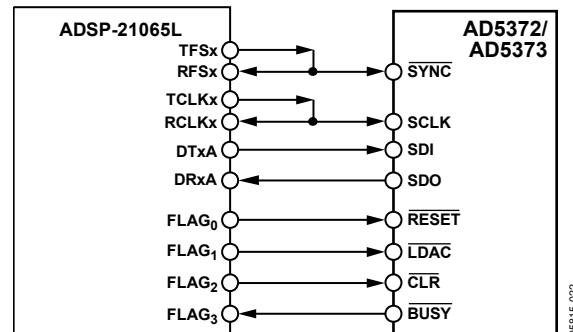 ADSP-21065L
AD5372/
AD5373
TFSx
RFSx
SYNC
TCLKx
RCLKx
SCLK
DTxA
SDI
DRxA
SDO
FLAG0
RESET
FLAG1
LDAC
FLAG2
CLR
FLAG3
BUSY